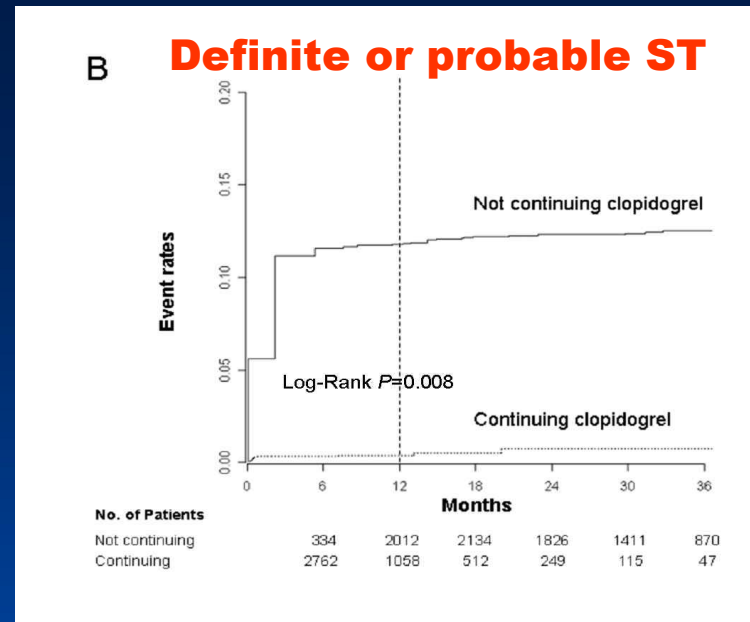 B
Definite or probable ST
0.20
0.15
0.10
0.05
0.00
Event rates
Not continuing clopidogrel
Log-Rank P=0.008
Continuing clopidogrel
0 6 12 18 24 30 36
Months
No. of Patients
Not continuing 334 2012 2134 1826 1411 870
Continuing 2762 1058 512 249 115 47